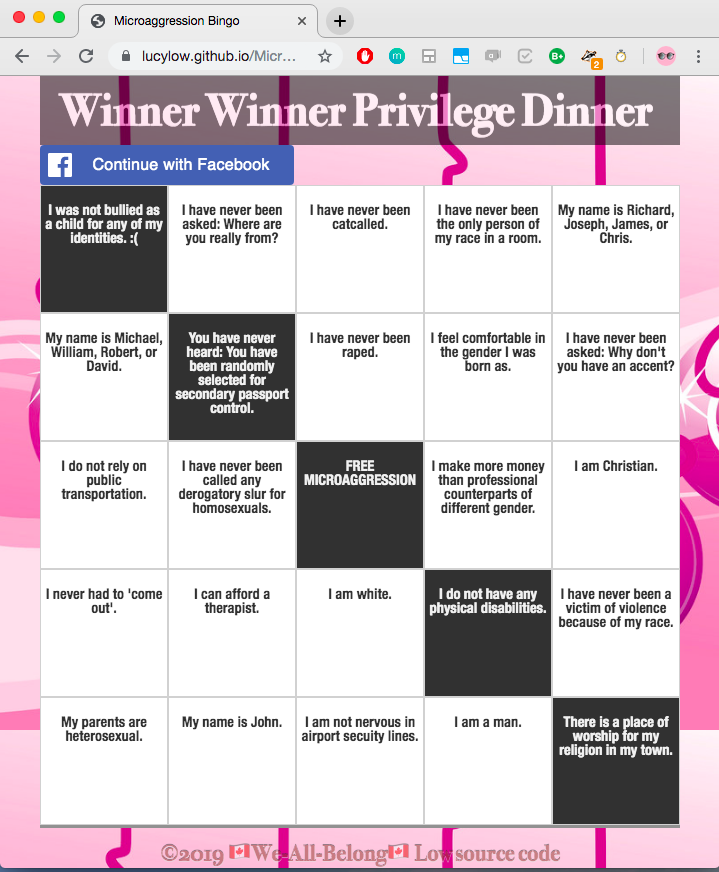 Microaggression Bingo
lucylow.github.io/Micr...
m
B+
2
Winner Winner Privilege Dinner
f Continue with Facebook
I was not bullied as
a child for any of my
identities. :(
I have never been
asked: Where are
you really from?
I have never been
catcalled.
I have never been
the only person of
my race in a room.
My name is Richard,
Joseph, James, or
Chris.
My name is Michael,
William, Robert, or
David.
You have never
heard: You have
been randomly
selected for
secondary passport
control.
I have never been
raped.
I feel comfortable in
the gender I was
born as.
I have never been
asked: Why don't
you have an accent?
I do not rely on
public
transportation.
I have never been
called any
derogatory slur for
homosexuals.
FREE
MICROAGGRESSION
I make more money
than professional
counterparts of
different gender.
I am Christian.
I never had to 'come
out'.
I can afford a
therapist.
I am white.
I do not have any
physical disabilities.
I have never been a
victim of violence
because of my race.
My parents are
heterosexual.
My name is John.
I am not nervous in
airport secuity lines.
I am a man.
There is a place of
worship for my
religion in my town.
©2019 🇨🇦We-All-Belong🇨🇦 Lowsource code